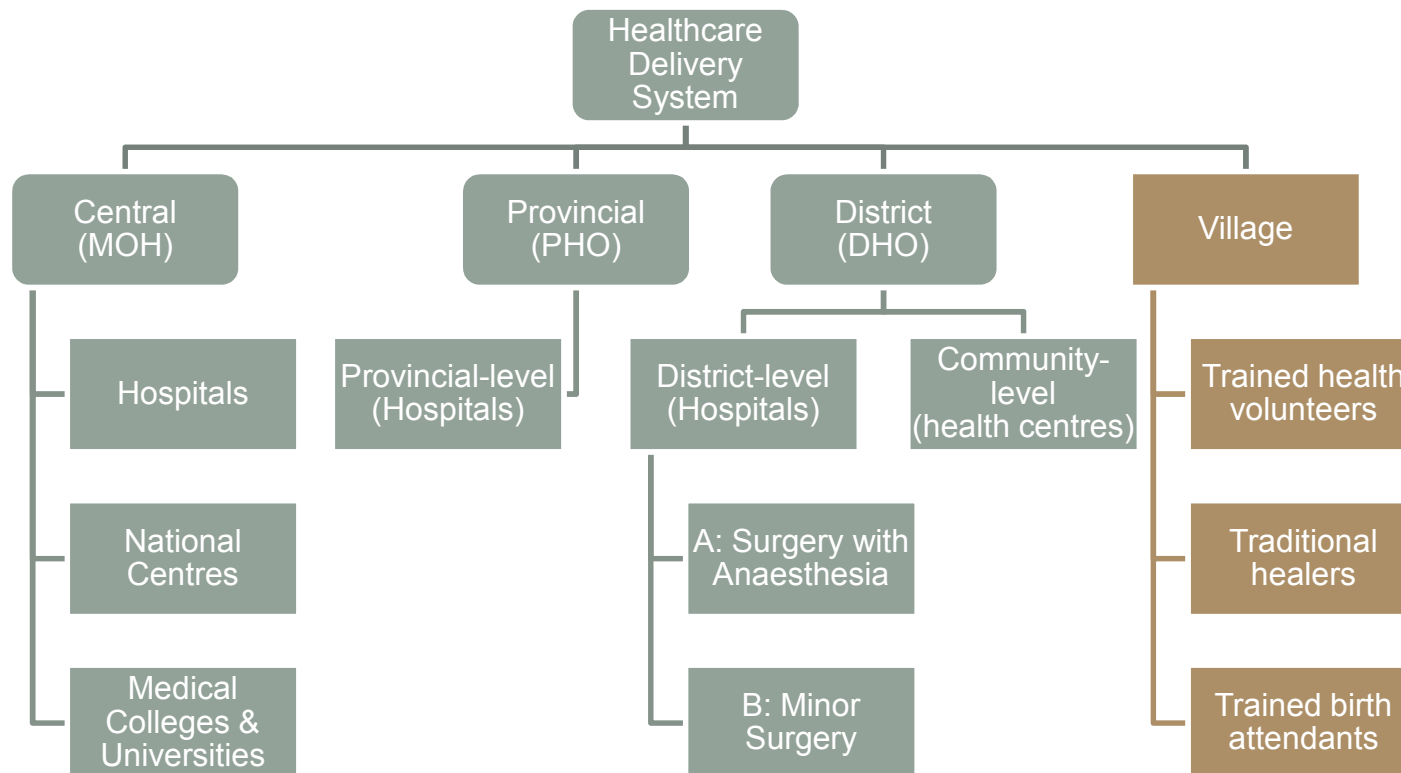 Healthcare
Delivery
System
Central
(MOH)
Provincial
(PHO)
District
(DHO)
Village
Hospitals
Provincial-level
(Hospitals)
District-level
(Hospitals)
Community-
level
(health centres)
Trained health
volunteers
National
Centres
A: Surgery with
Anaesthesia
Traditional
healers
Medical
Colleges &
Universities
B: Minor
Surgery
Trained birth
attendants